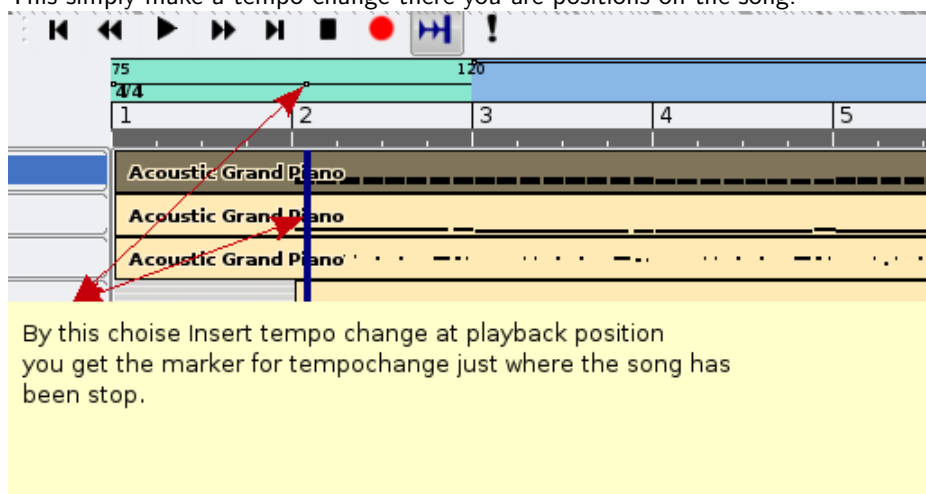 This simply make a tempo change there you are positions on the song.
75 120
4/4
1 2 3 4 5
Acoustic Grand Piano
Acoustic Grand Piano
Acoustic Grand Piano
By this choise Insert tempo change at playback position
you get the marker for tempochange just where the song has
been stop.